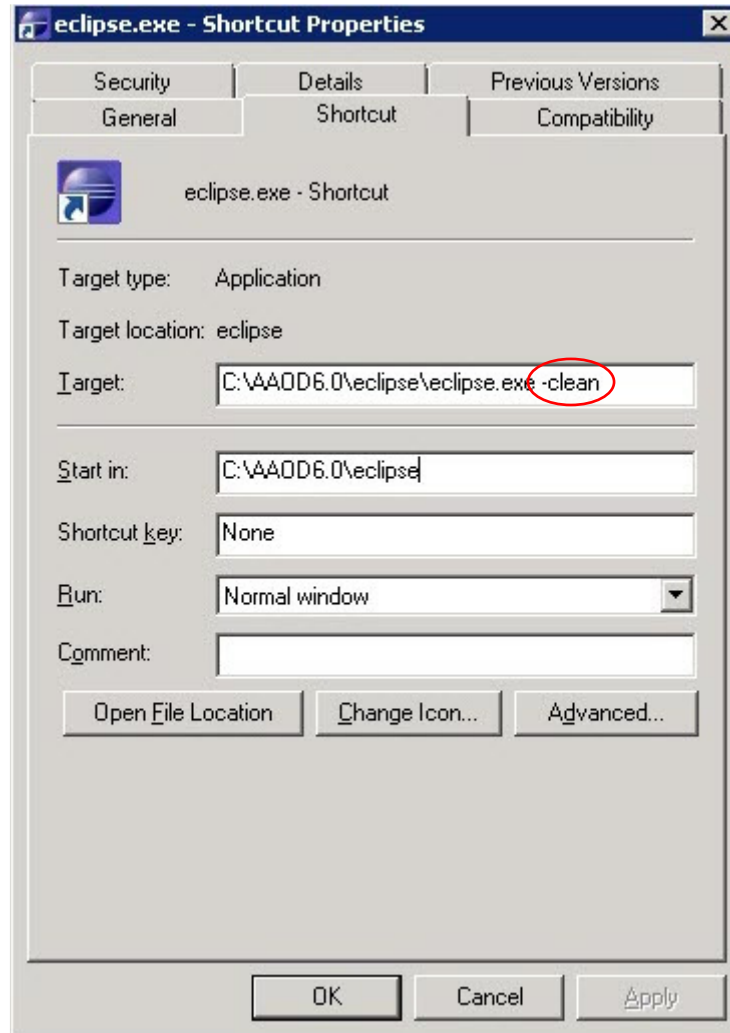 eclipse.exe - Shortcut Properties
Security Details Previous Versions
General Shortcut Compatibility
eclipse.exe - Shortcut
Target type: Application
Target location: eclipse
Target: C:\AAOD6.0\eclipse\eclipse.exe -clean
Start in: C:\AAOD6.0\eclipse
Shortcut key: None
Run: Normal window
Comment:
Open File Location Change Icon... Advanced...
OK Cancel Apply